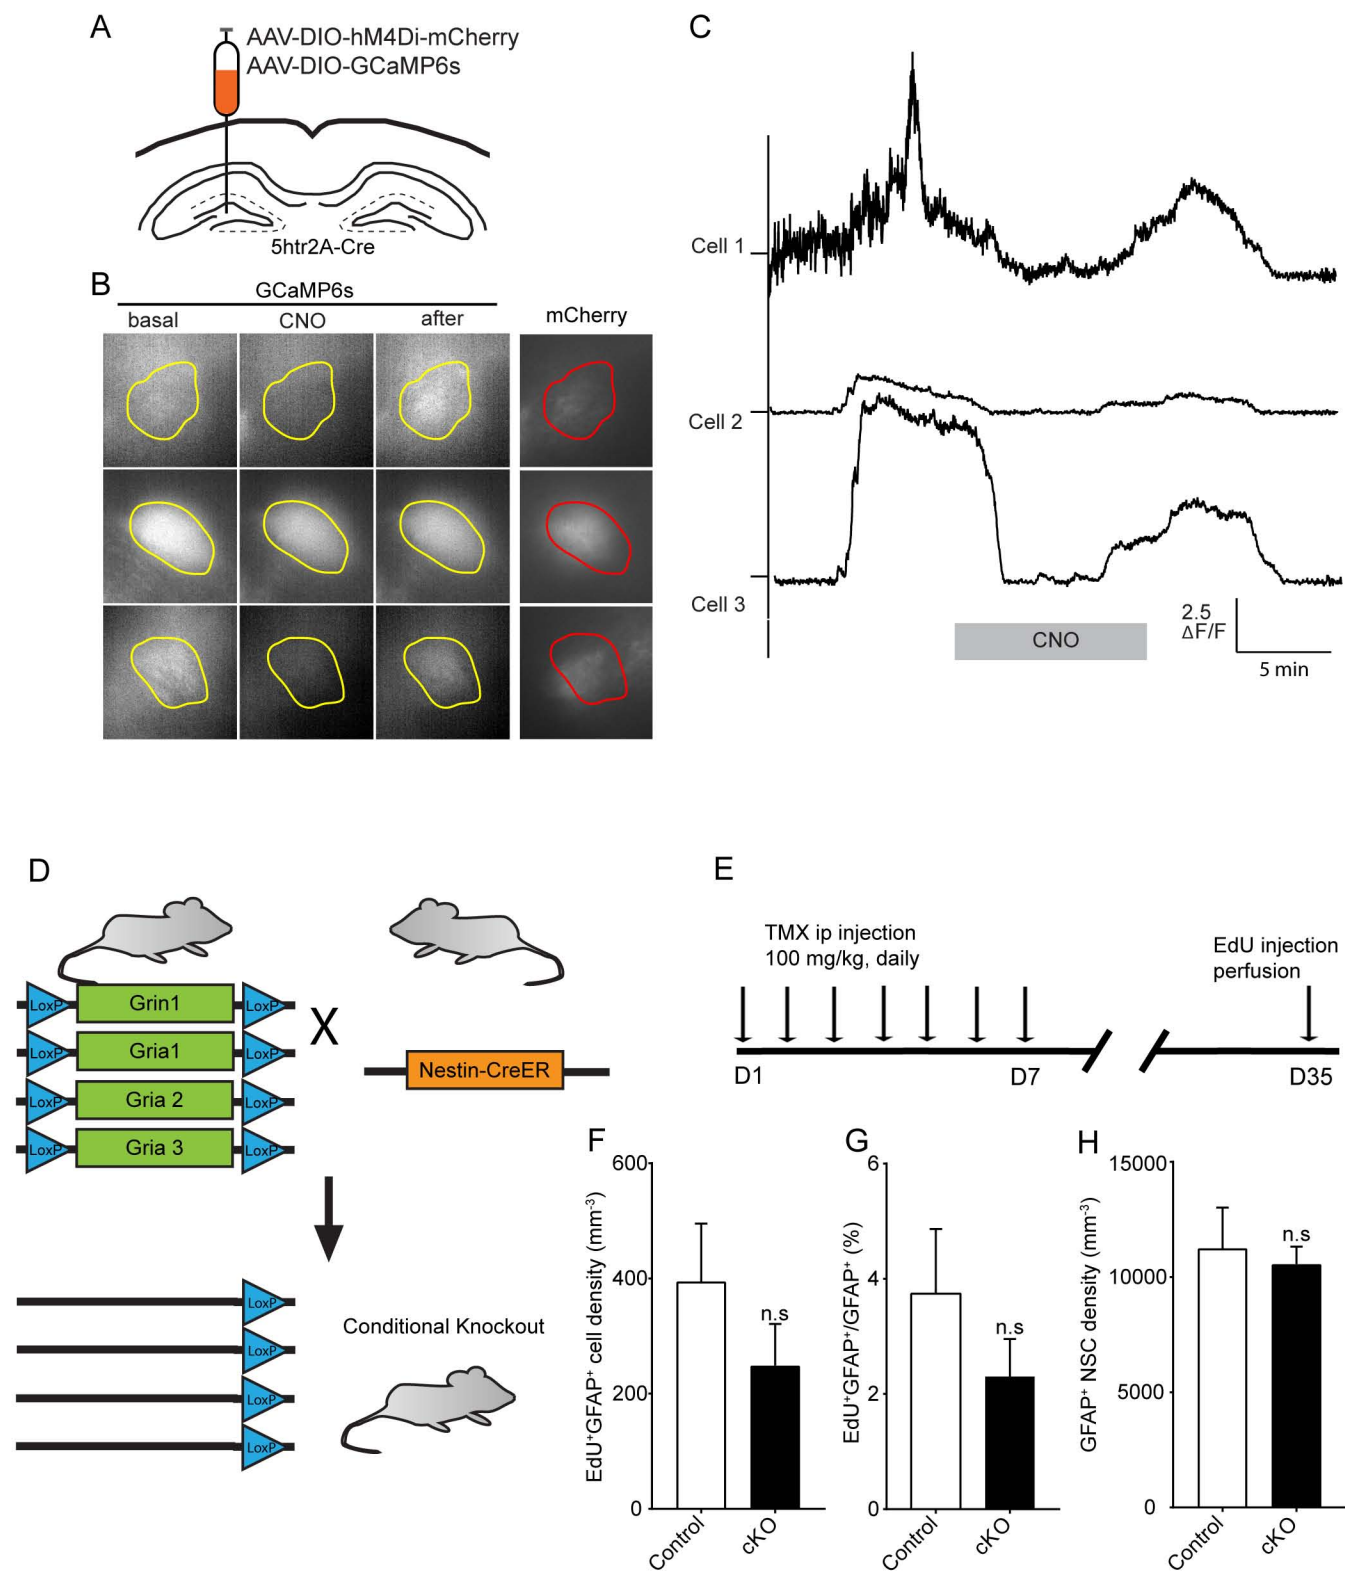 A
AAV-DIO-hM4Di-mCherry
AAV-DIO-GCaMP6s
5htr2A-Cre
B
GCaMP6s
basal
CNO
after
mCherry
C
Cell 1
Cell 2
Cell 3
CNO
2.5
ΔF/F
5 min
D
LoxP
Grin1
LoxP
LoxP
Gria1
LoxP
LoxP
Gria 2
LoxP
LoxP
Gria 3
LoxP
X
Nestin-CreER
LoxP
LoxP
LoxP
LoxP
Conditional Knockout
E
TMX ip injection
100 mg/kg, daily
EdU injection
perfusion
D1
D7
D35
F
EdU⁺GFAP⁺ cell density (mm⁻³)
600
400
200
0
n.s
Control
cKO
G
EdU⁺GFAP⁺/GFAP⁺ (%)
6
4
2
0
n.s
Control
cKO
H
GFAP⁺ NSC density (mm⁻³)
15000
10000
5000
0
n.s
Control
cKO